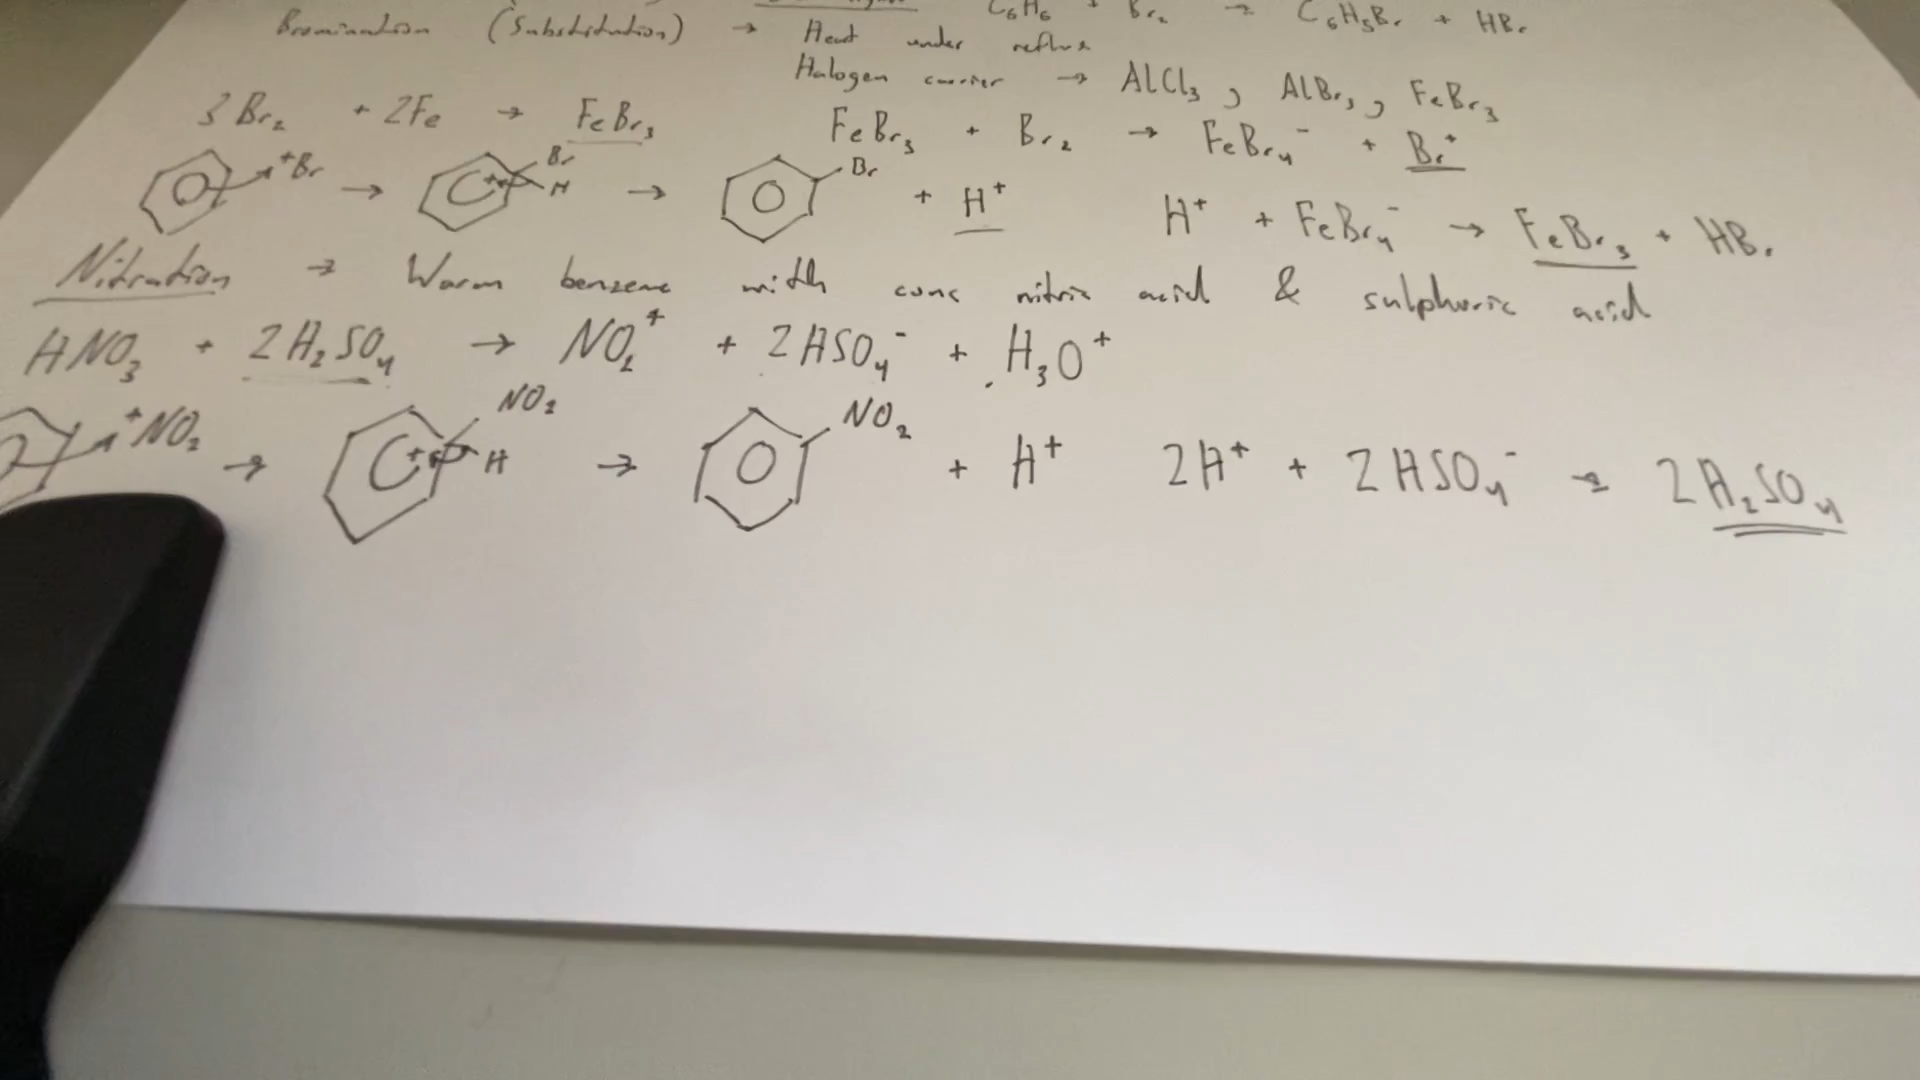 Bromination (Substitution) → C6H6 + Br2 → C6H5Br + HBr
Heat under reflux
Halogen carrier → AlCl3, AlBr3, FeBr3
3Br2 + 2Fe → FeBr3 FeBr3 + Br2 → FeBr4⁻ + Br⁺
+Br → Br + H → Br + H⁺ H⁺ + FeBr4⁻ → FeBr3 + HBr
Nitration → Warm benzene with conc nitric acid & sulphuric acid
HNO3 + 2H2SO4 → NO2⁺ + 2HSO4⁻ + H3O⁺
+NO2 → NO2 + H → NO2 + H⁺ 2H⁺ + 2HSO4⁻ → 2H2SO4